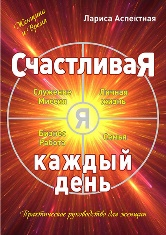 Лариса Аспектная
Женщина и Время
СчастливаЯ
Служение Миссия
Личная жизнь
Я
Бизнес Работа
Семья
каждый день
Практическое руководство для женщин